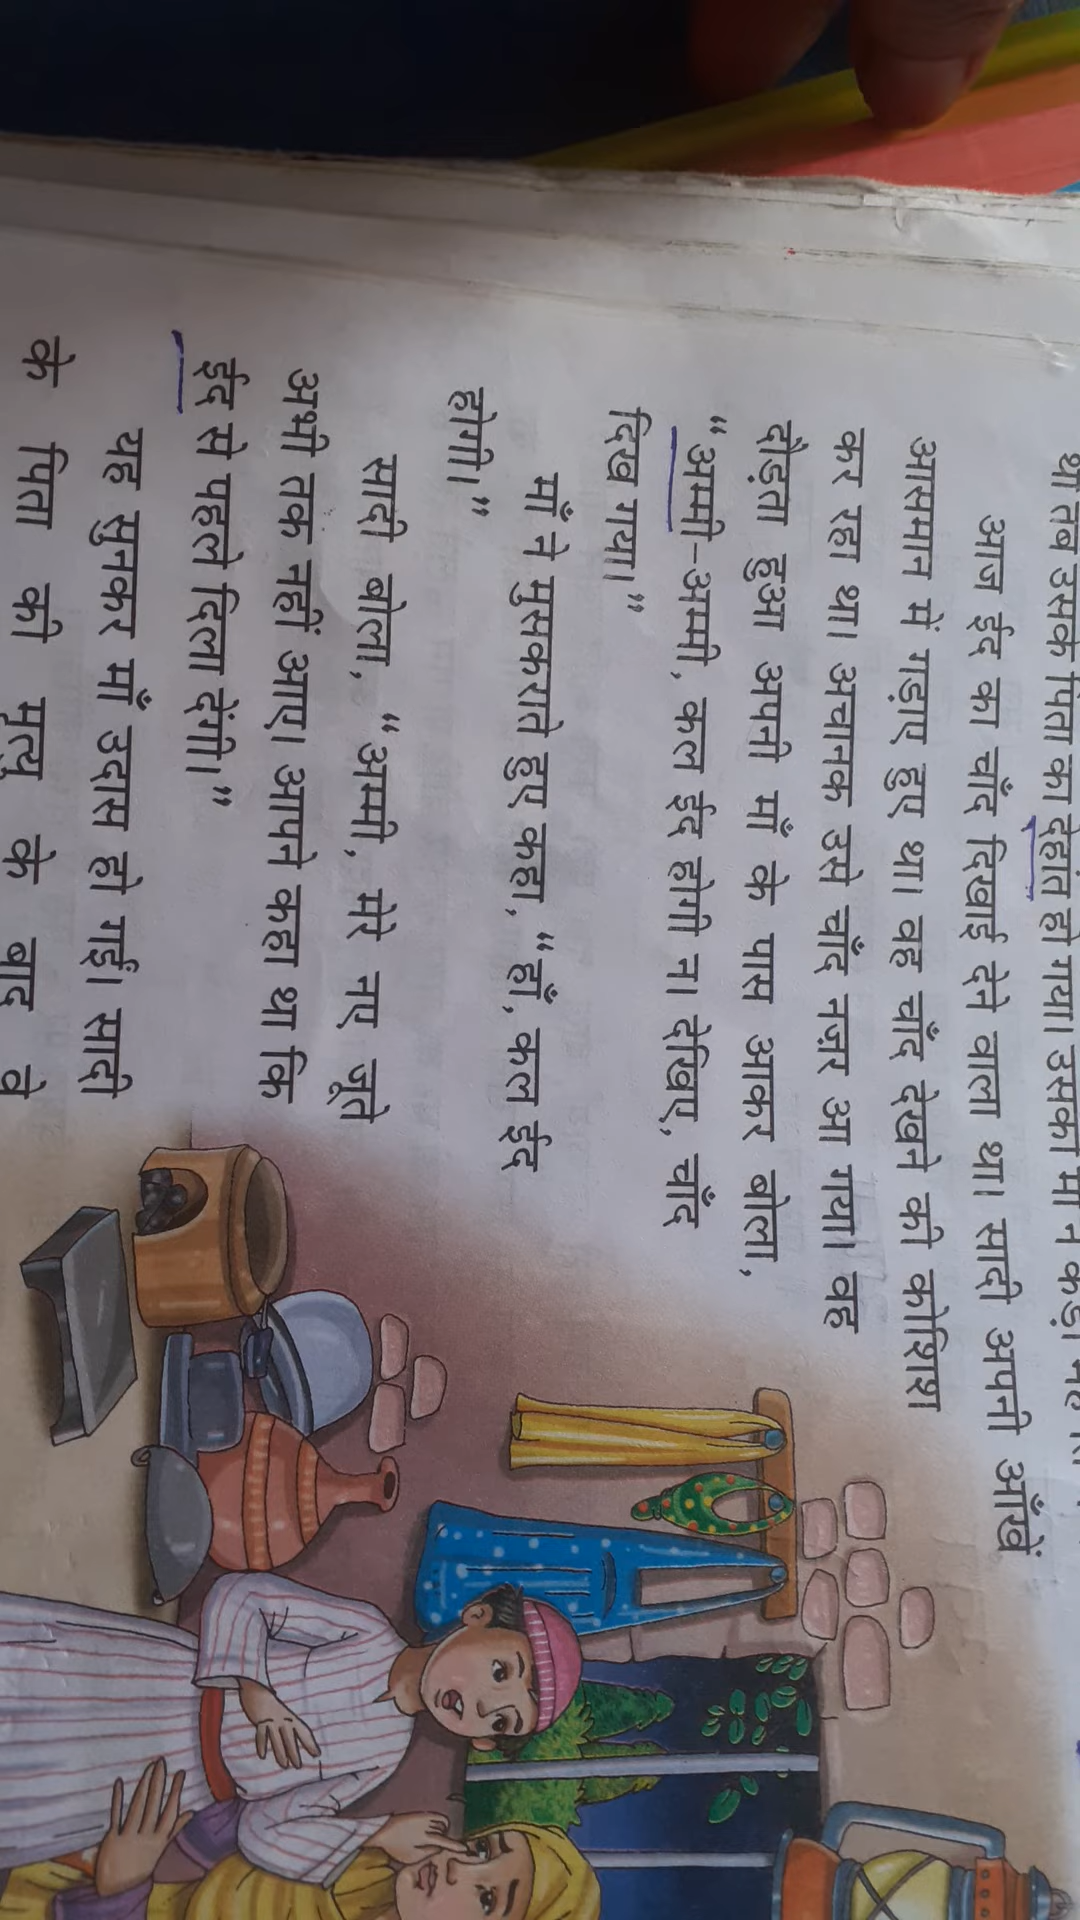 था तब उसके पिता का देहांत हो गया। उसकी माँ ने कड़ी
आज ईद का चाँद दिखाई देने वाला था। सादी अपनी आँखें
आसमान में गड़ाए हुए था। वह चाँद देखने की कोशिश
कर रहा था। अचानक उसे चाँद नज़र आ गया। वह
दौड़ता हुआ अपनी माँ के पास आकर बोला,
“अम्मी-अम्मी, कल ईद होगी न। देखिए, चाँद
दिख गया।”
माँ ने मुसकराते हुए कहा, “हाँ, कल ईद
होगी।”
सादी बोला, “अम्मी, मेरे नए जूते
अभी तक नहीं आए। आपने कहा था कि
ईद से पहले दिला देंगी।”
यह सुनकर माँ उदास हो गईं। सादी
के पिता की मृत्यु के बाद वे